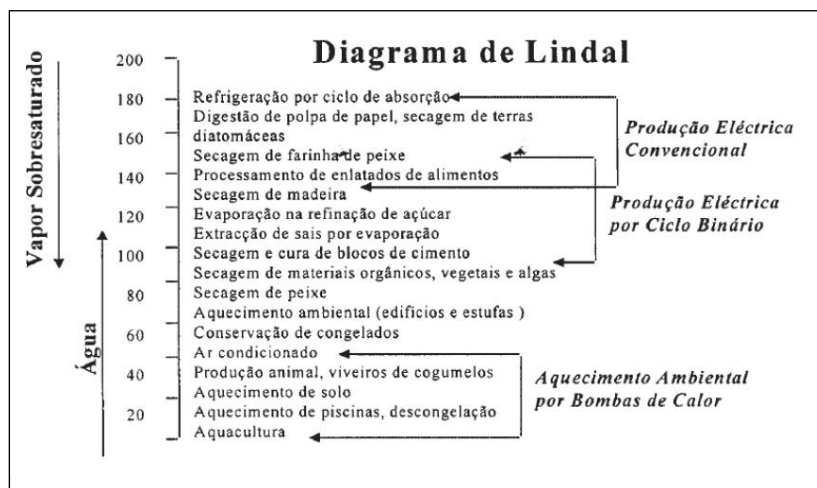 Diagrama de Lindal
Vapor Sobresaturado
Água
200
180
160
140
120
100
80
60
40
20
Refrigeração por ciclo de absorção
Digestão de polpa de papel, secagem de terras
diatomáceas
Secagem de farinha de peixe
Processamento de enlatados de alimentos
Secagem de madeira
Evaporação na refinação de açúcar
Extracção de sais por evaporação
Secagem e cura de blocos de cimento
Secagem de materiais orgânicos, vegetais e algas
Secagem de peixe
Aquecimento ambiental (edificios e estufas )
Conservação de congelados
Ar condicionado
Produção animal, viveiros de cogumelos
Aquecimento de solo
Aquecimento de piscinas, descongelação
Aquacultura
Produção Eléctrica
Convencional
Produção Eléctrica
por Ciclo Binário
Aquecimento Ambiental
por Bombas de Calor